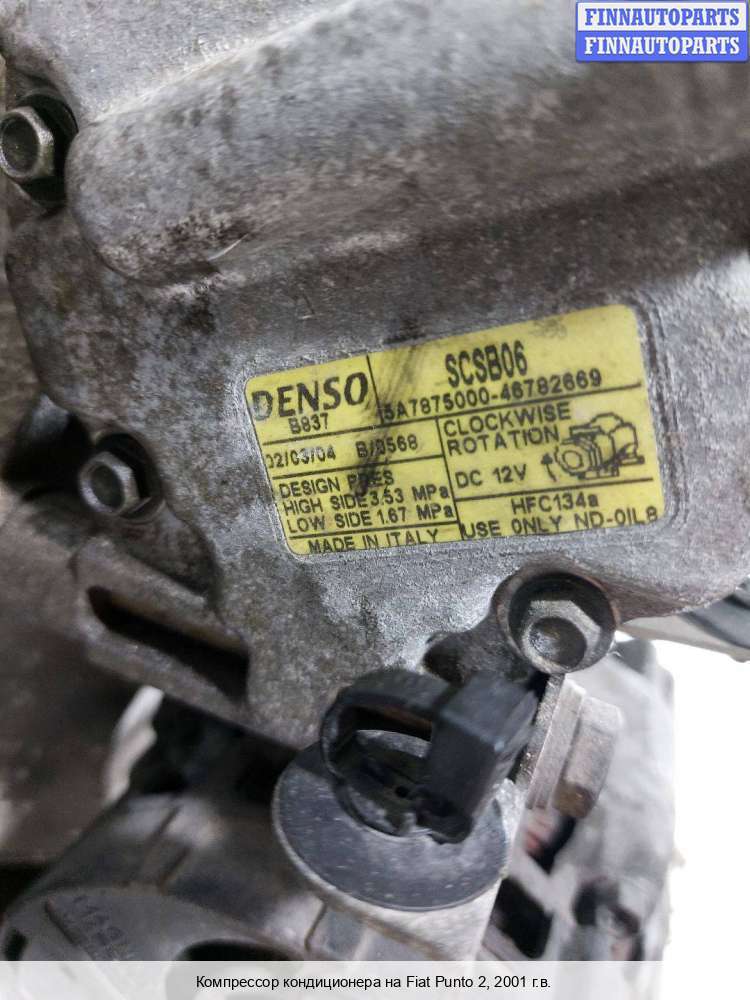 FINNAUTOPARTS
FINNAUTOPARTS
DENSO
B837
SCSB06
5A7875000-46782669
02/03/04 B/0568
CLOCKWISE
ROTATION
DC 12V
DESIGN PRES
HIGH SIDE 3.53 MPa
LOW SIDE 1.67 MPa
HFC134a
USE ONLY ND-OIL8
MADE IN ITALY
Компрессор кондиционера на Fiat Punto 2, 2001 г.в.